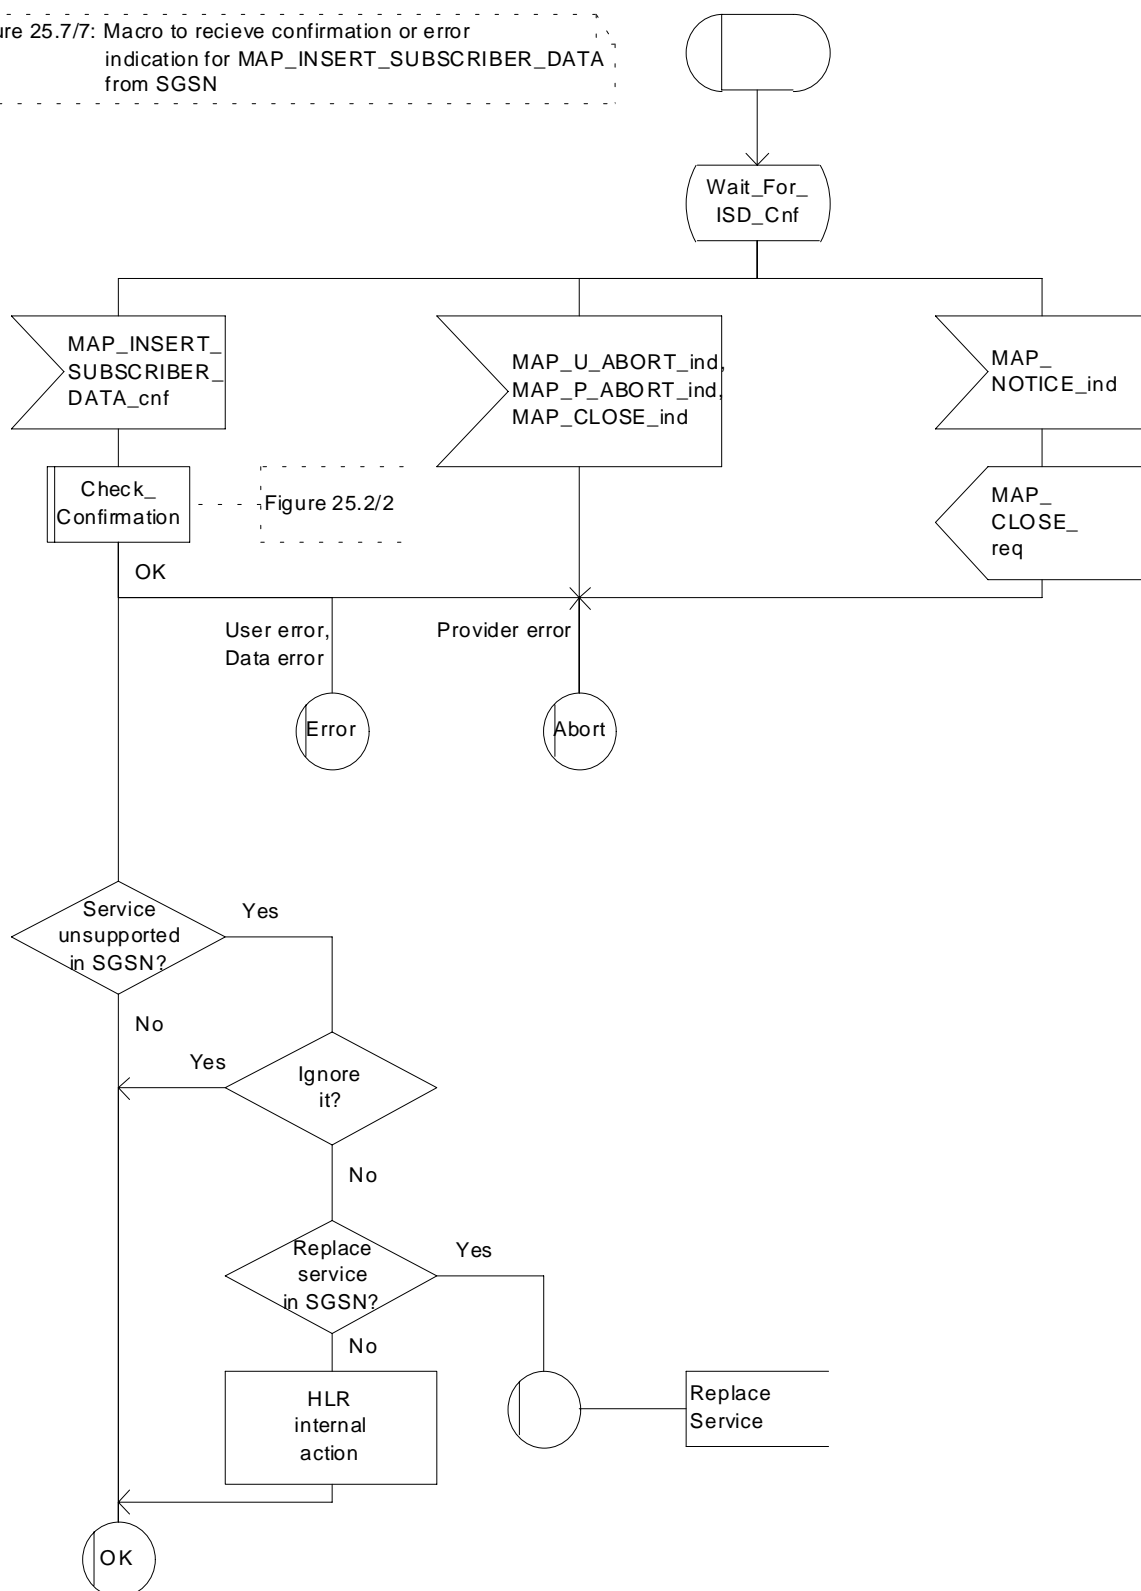 ure 25.7/7: Macro to recieve confirmation or error
indication for MAP_INSERT_SUBSCRIBER_DATA
from SGSN
Wait_For_
ISD_Cnf
MAP_INSERT_
SUBSCRIBER_
DATA_cnf
MAP_U_ABORT_ind,
MAP_P_ABORT_ind,
MAP_CLOSE_ind
MAP_
NOTICE_ind
Check_
Confirmation
Figure 25.2/2
MAP_
CLOSE_
req
OK
User error,
Data error
Provider error
Error
Abort
Service
unsupported
in SGSN?
Yes
No
Yes
Ignore
it?
No
Replace
service
in SGSN?
Yes
No
HLR
internal
action
Replace
Service
OK